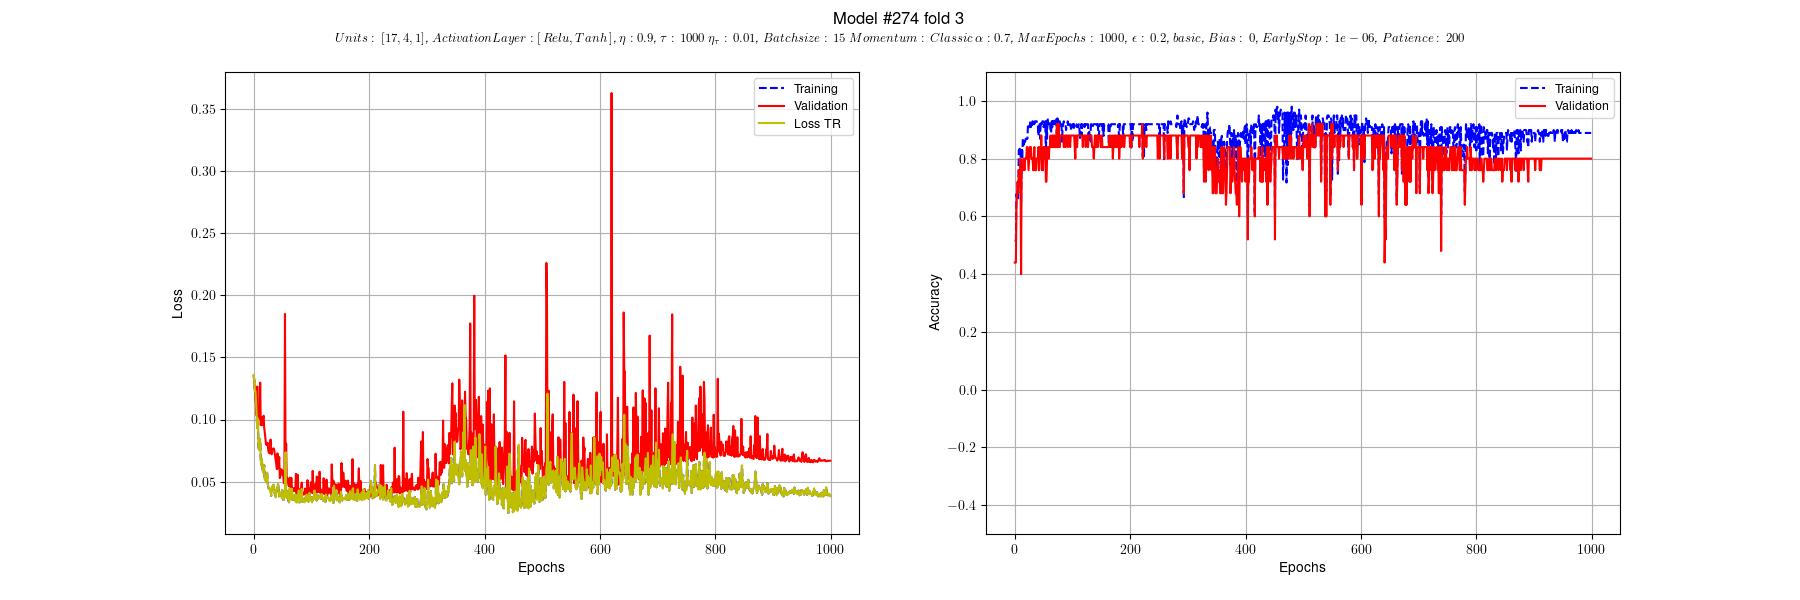 Model #274 fold 3
Units : [17, 4, 1], ActivationLayer : [Relu, Tanh], η : 0.9, τ : 1000 η_τ : 0.01, Batchsize : 15 Momentum : Classic α : 0.7, MaxEpochs : 1000, ϵ : 0.2, basic, Bias : 0, EarlyStop : 1e − 06, Patience : 200
Training
Validation
Loss TR
0.35
0.30
0.25
0.20
0.15
0.10
0.05
Loss
0 200 400 600 800 1000
Epochs
Training
Validation
1.0
0.8
0.6
0.4
0.2
0.0
−0.2
−0.4
Accuracy
0 200 400 600 800 1000
Epochs